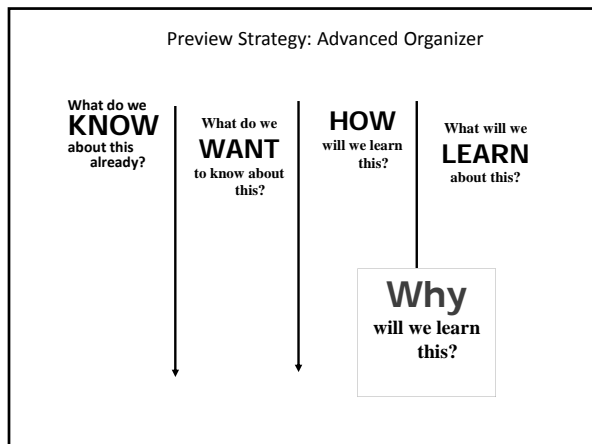 Preview Strategy: Advanced Organizer
What do we
KNOW
about this
already?
What do we
WANT
to know about
this?
HOW
will we learn
this?
What will we
LEARN
about this?
Why
will we learn
this?